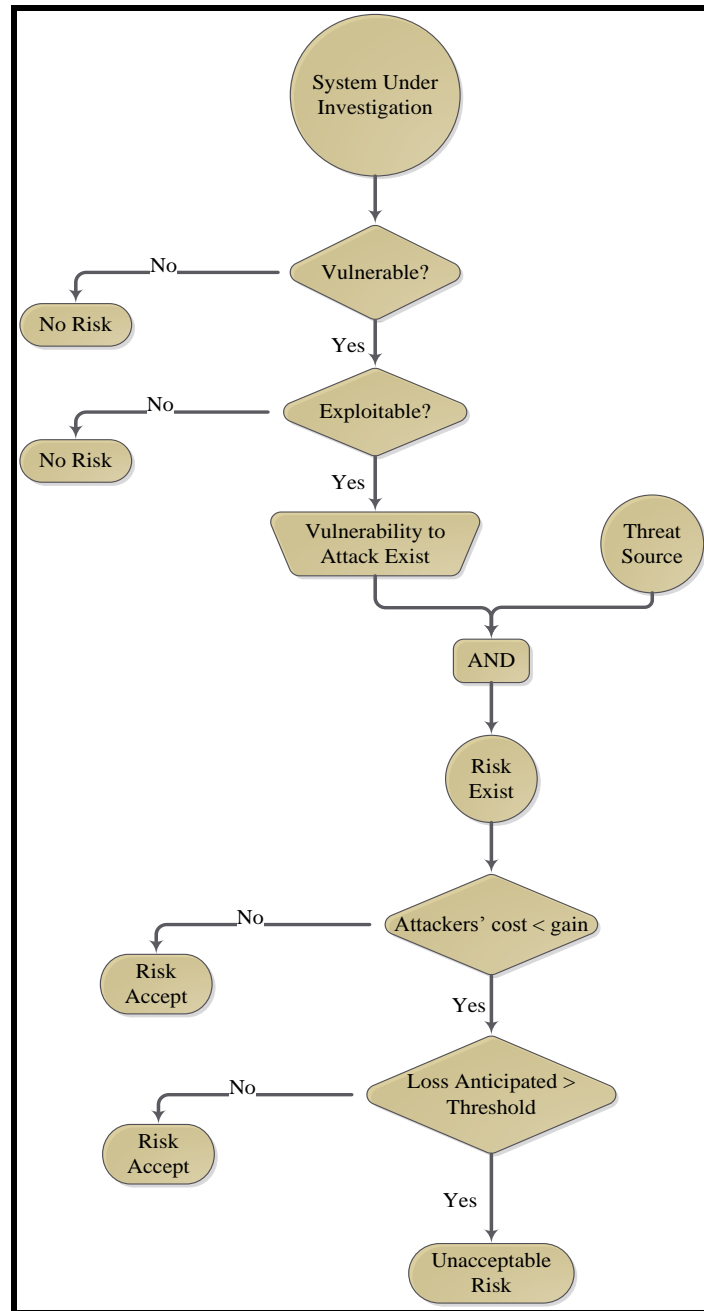 System Under
Investigation
No
Vulnerable?
No Risk
Yes
No
Exploitable?
No Risk
Yes
Vulnerability to
Attack Exist
Threat
Source
AND
Risk
Exist
No
Attackers’ cost < gain
Risk
Accept
Yes
No
Loss Anticipated >
Threshold
Risk
Accept
Yes
Unacceptable
Risk